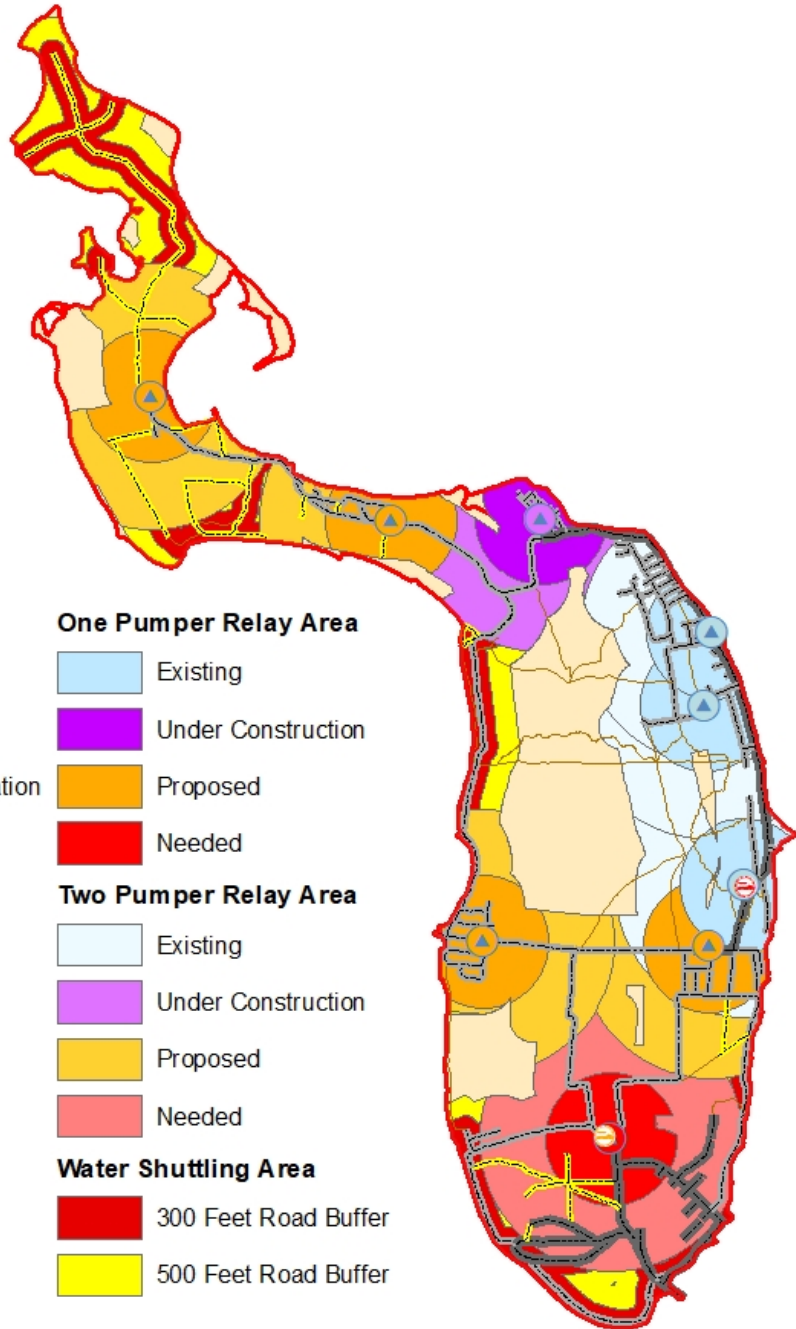 One Pumper Relay Area
Existing
Under Construction
Proposed
Needed
Two Pumper Relay Area
Existing
Under Construction
Proposed
Needed
Water Shuttling Area
300 Feet Road Buffer
500 Feet Road Buffer